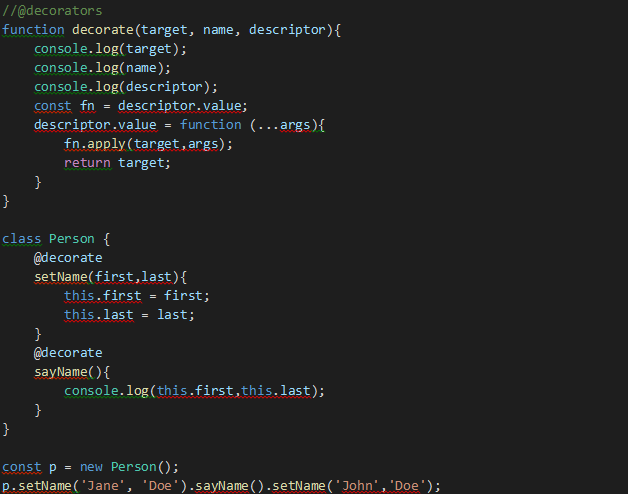 //@decorators
function decorate(target, name, descriptor){
    console.log(target);
    console.log(name);
    console.log(descriptor);
    const fn = descriptor.value;
    descriptor.value = function (...args){
        fn.apply(target,args);
        return target;
    }
}

class Person {
    @decorate
    setName(first,last){
        this.first = first;
        this.last = last;
    }
    @decorate
    sayName(){
        console.log(this.first,this.last);
    }
}

const p = new Person();
p.setName('Jane', 'Doe').sayName().setName('John','Doe');